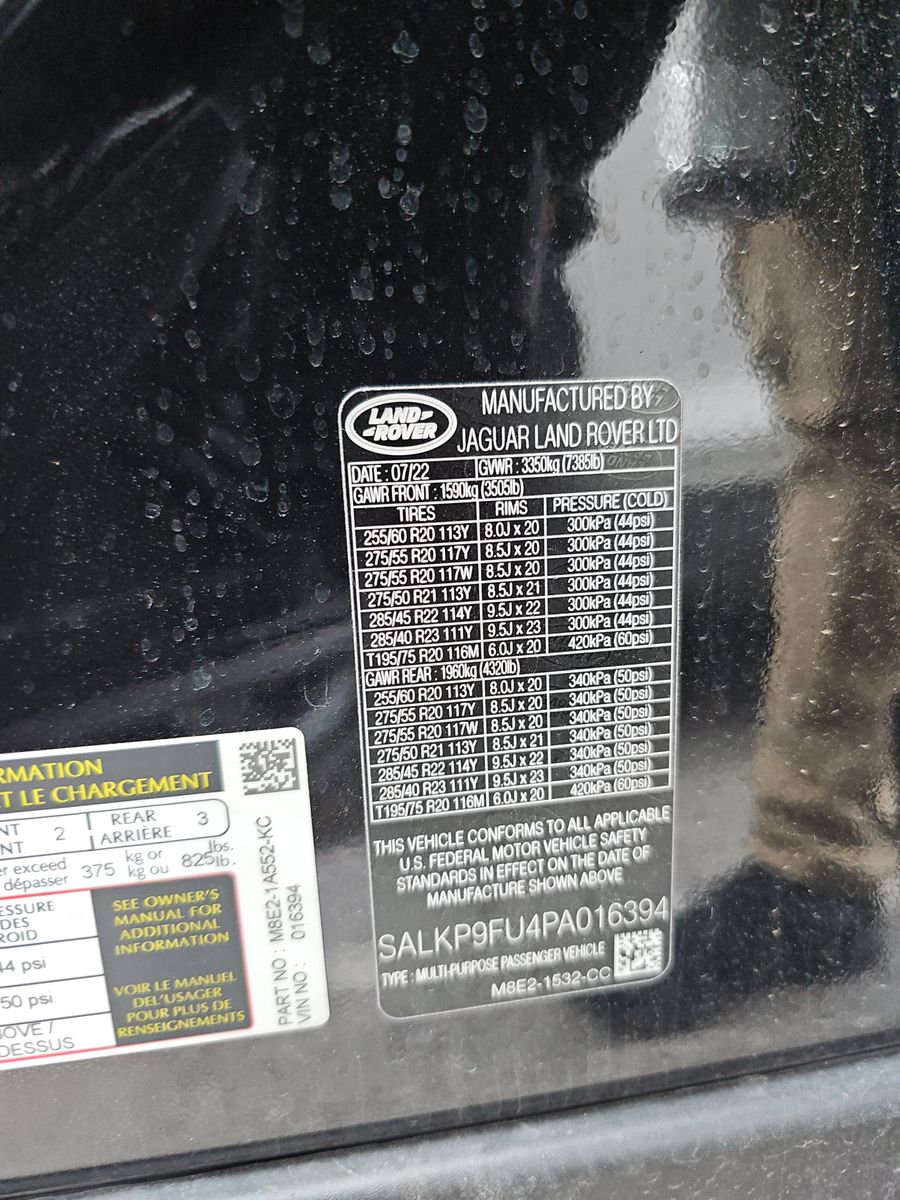 LAND-
-ROVER
MANUFACTURED BY
JAGUAR LAND ROVER LTD
DATE : 07/22 GVWR : 3350kg (7385lb)
GAWR FRONT : 1590kg (3505lb)
TIRES RIMS PRESSURE (COLD)
255/60 R20 113Y 8.0J x 20 300kPa (44psi)
275/55 R20 117Y 8.5J x 20 300kPa (44psi)
275/55 R20 117W 8.5J x 20 300kPa (44psi)
275/50 R21 113Y 8.5J x 21 300kPa (44psi)
285/45 R22 114Y 9.5J x 22 300kPa (44psi)
285/40 R23 111Y 9.5J x 23 300kPa (44psi)
T195/75 R20 116M 6.0J x 20 420kPa (60psi)
GAWR REAR : 1960kg (4320lb)
255/60 R20 113Y 8.0J x 20 340kPa (50psi)
275/55 R20 117Y 8.5J x 20 340kPa (50psi)
275/55 R20 117W 8.5J x 20 340kPa (50psi)
275/50 R21 113Y 8.5J x 21 340kPa (50psi)
285/45 R22 114Y 9.5J x 22 340kPa (50psi)
285/40 R23 111Y 9.5J x 23 340kPa (50psi)
T195/75 R20 116M 6.0J x 20 420kPa (60psi)
THIS VEHICLE CONFORMS TO ALL APPLICABLE
U.S. FEDERAL MOTOR VEHICLE SAFETY
STANDARDS IN EFFECT ON THE DATE OF
MANUFACTURE SHOWN ABOVE
SALKP9FU4PA016394
TYPE : MULTI-PURPOSE PASSENGER VEHICLE
M8E2-1532-CC
RMATION
T LE CHARGEMENT
NT 2 REAR 3
NT ARRIÈRE
er exceed 375 kg or 825 lbs.
dépasser kg ou lb.
ESSURE
DES
ROID
44 psi
50 psi
BOVE /
DESSUS
SEE OWNER'S
MANUAL FOR
ADDITIONAL
INFORMATION
VOIR LE MANUEL
DEL'USAGER
POUR PLUS DE
RENSEIGNEMENTS
PART NO : M8E2-1A552-KC
VIN NO : 016394